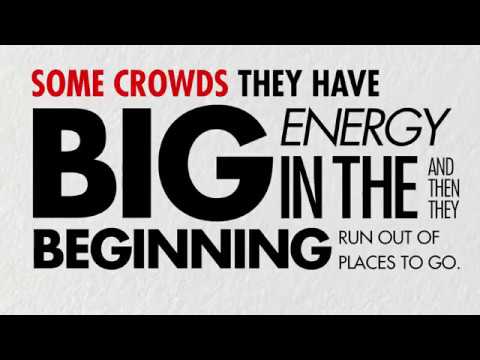 SOME CROWDS THEY HAVE
BIG ENERGY
IN THE AND
THEN
THEY
BEGINNING RUN OUT OF
PLACES TO GO.